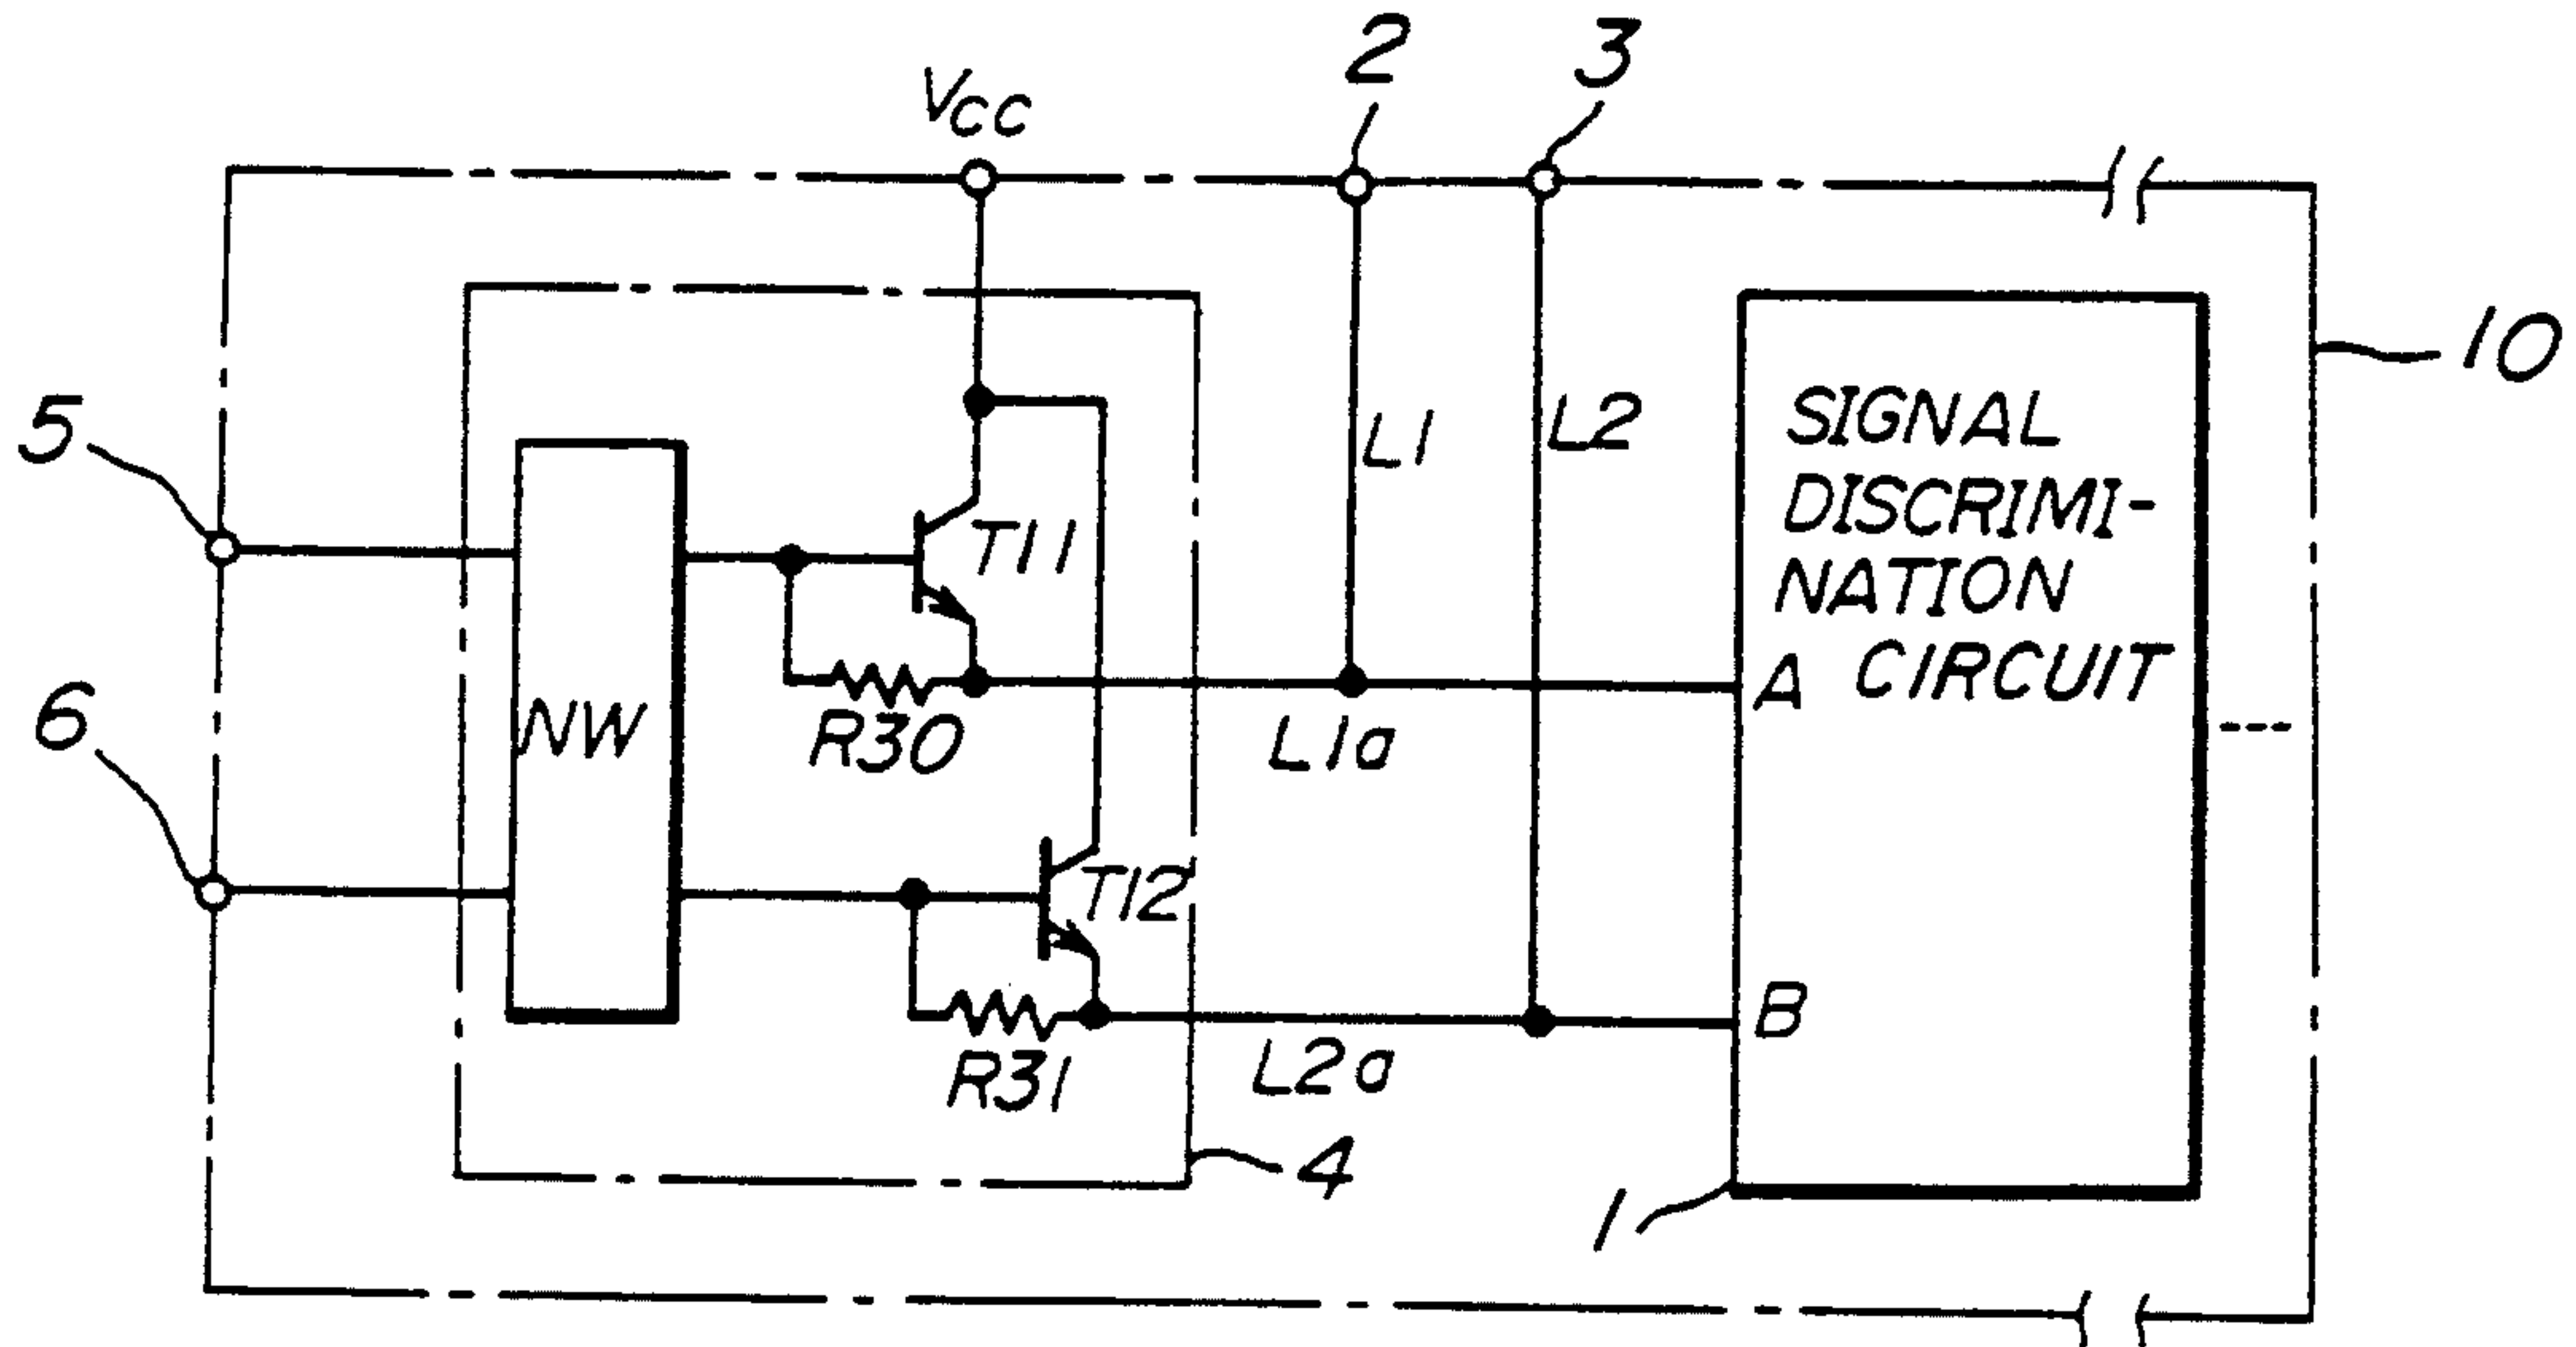 2
3
VCC
10
5
L1
L2
SIGNAL
DISCRIMI-
NATION
CIRCUIT
T11
6
NW
R30
L1a
A
T12
B
R31
L2a
4
1